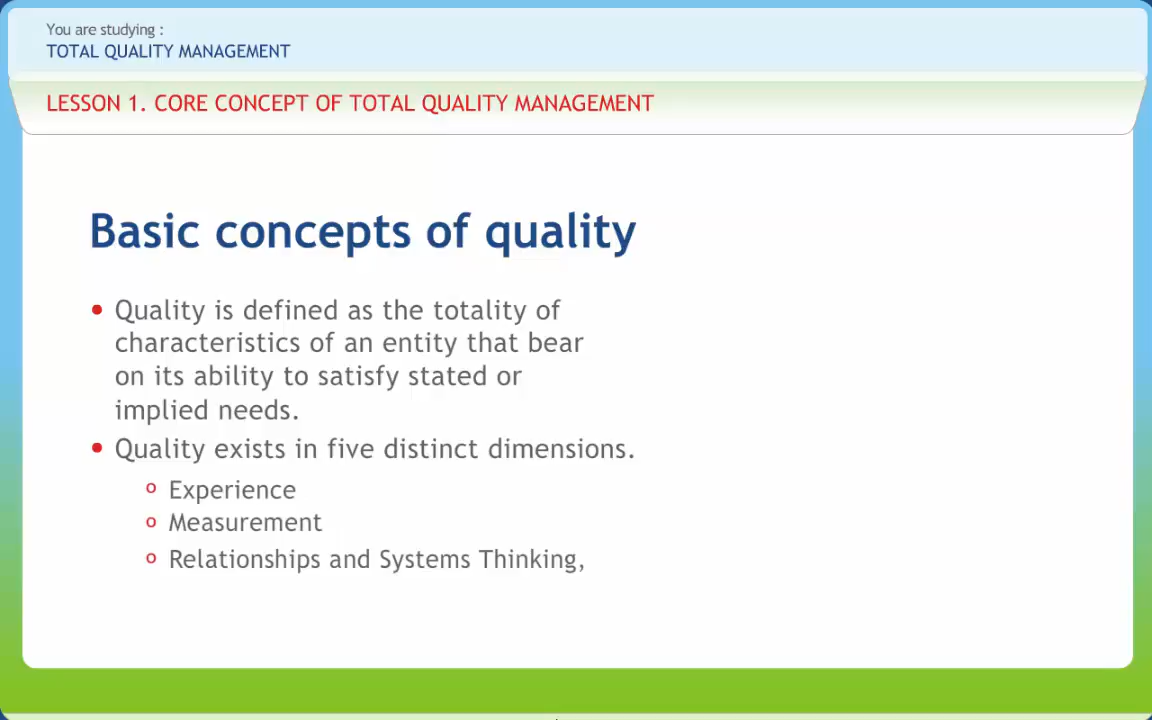 You are studying :
TOTAL QUALITY MANAGEMENT
LESSON 1. CORE CONCEPT OF TOTAL QUALITY MANAGEMENT
Basic concepts of quality
• Quality is defined as the totality of
characteristics of an entity that bear
on its ability to satisfy stated or
implied needs.
• Quality exists in five distinct dimensions.
o Experience
o Measurement
o Relationships and Systems Thinking,